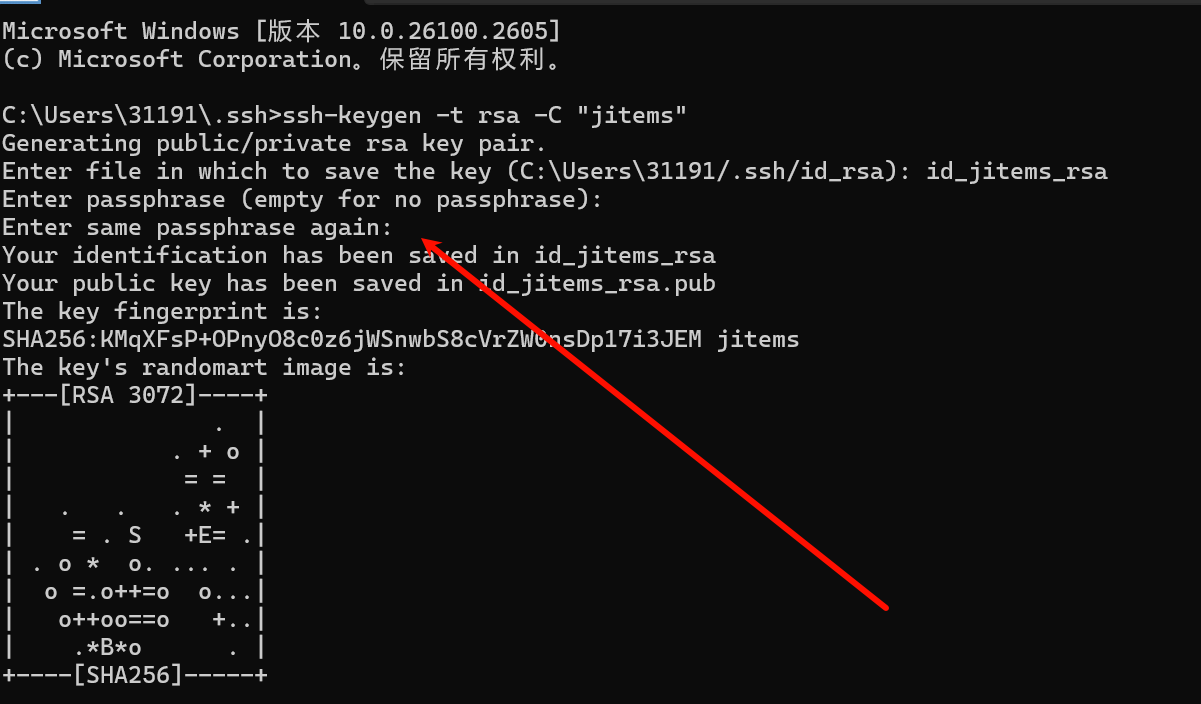 Microsoft Windows [版本 10.0.26100.2605]
(c) Microsoft Corporation。保留所有权利。
C:\Users\31191\.ssh>ssh-keygen -t rsa -C "jitems"
Generating public/private rsa key pair.
Enter file in which to save the key (C:\Users\31191/.ssh/id_rsa): id_jitems_rsa
Enter passphrase (empty for no passphrase):
Enter same passphrase again:
Your identification has been saved in id_jitems_rsa
Your public key has been saved in id_jitems_rsa.pub
The key fingerprint is:
SHA256:KMqXFsP+OPnyO8c0z6jWSnwbS8cVrZW0nsDp17i3JEM jitems
The key's randomart image is:
+---[RSA 3072]----+
|               .  |
|            . + o |
|             = =  |
|    .   .   . * + |
|     = . S   +E= .|
| . o *  o. ... . |
|  o =.o++=o  o...|
|   o++oo==o   +..|
|    .*B*o      . |
+----[SHA256]-----+